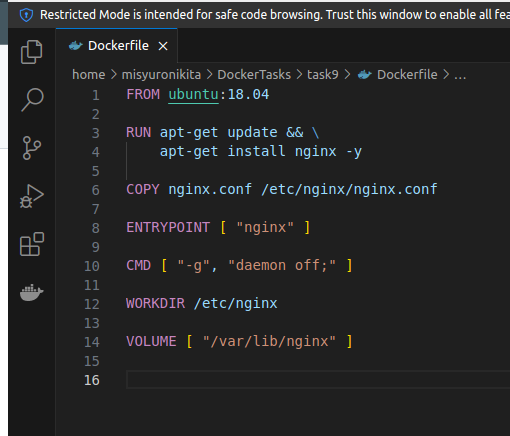 Restricted Mode is intended for safe code browsing. Trust this window to enable all fea
Dockerfile
home > misyuronikita > DockerTasks > task9 > Dockerfile > ...
1 FROM ubuntu:18.04
2
3 RUN apt-get update && \
4 apt-get install nginx -y
5
6 COPY nginx.conf /etc/nginx/nginx.conf
7
8 ENTRYPOINT [ "nginx" ]
9
10 CMD [ "-g", "daemon off;" ]
11
12 WORKDIR /etc/nginx
13
14 VOLUME [ "/var/lib/nginx" ]
15
16